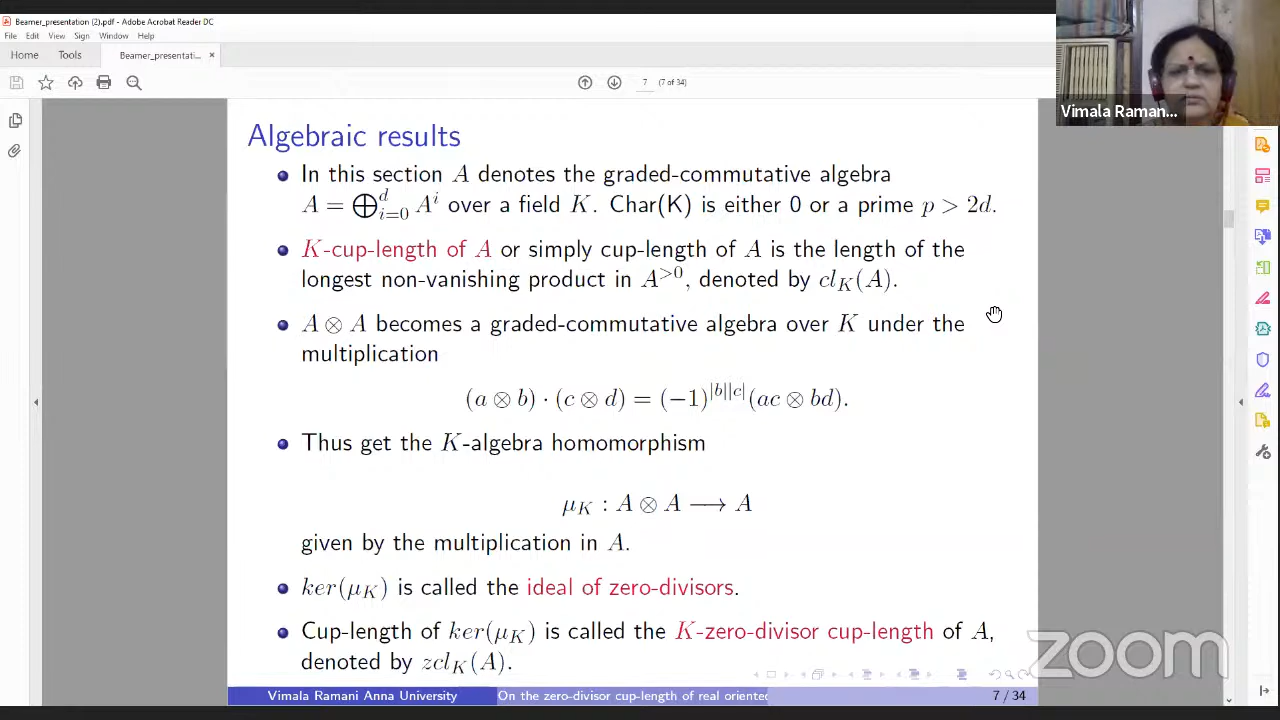 Beamer_presentation (2).pdf - Adobe Acrobat Reader DC
File Edit View Sign Window Help
Home Tools Beamer_presentati... ×
7 (7 of 34)
Vimala Raman...
Algebraic results
In this section A denotes the graded-commutative algebra
A = ⨁_{i=0}^{d} A^i over a field K. Char(K) is either 0 or a prime p > 2d.
K-cup-length of A or simply cup-length of A is the length of the
longest non-vanishing product in A^{>0}, denoted by cl_K(A).
A ⊗ A becomes a graded-commutative algebra over K under the
multiplication
(a ⊗ b) · (c ⊗ d) = (−1)^{|b||c|}(ac ⊗ bd).
Thus get the K-algebra homomorphism
μ_K : A ⊗ A ⟶ A
given by the multiplication in A.
ker(μ_K) is called the ideal of zero-divisors.
Cup-length of ker(μ_K) is called the K-zero-divisor cup-length of A,
denoted by zcl_K(A).
zoom
Vimala Ramani Anna University On the zero-divisor cup-length of real oriented 7 / 34